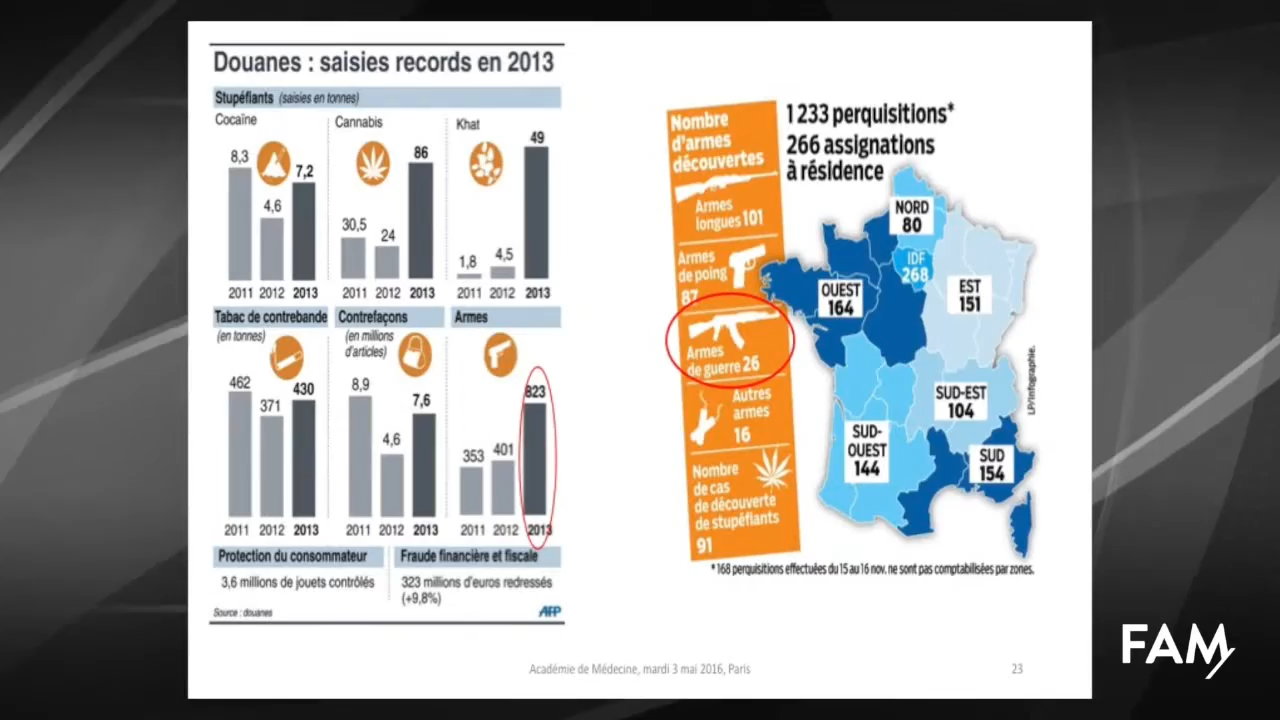 Douanes : saisies records en 2013
Stupéfiants (saisies en tonnes)
Cocaïne
8,3
4,6
7,2
2011 2012 2013
Cannabis
30,5
24
86
2011 2012 2013
Khat
1,8
4,5
49
2011 2012 2013
Tabac de contrebande
(en tonnes)
462
371
430
2011 2012 2013
Contrefaçons
(en millions
d'articles)
8,9
4,6
7,6
2011 2012 2013
Armes
353
401
823
2011 2012 2013
Protection du consommateur
3,6 millions de jouets contrôlés
Fraude financière et fiscale
323 millions d'euros redressés
(+9,8%)
Source : douanes
AFP
Nombre
d'armes
découvertes
Armes
longues 101
Armes
de poing
87
Armes
de guerre 26
Autres
armes
16
Nombre
de cas
de découverte
de stupéfiants
91
1 233 perquisitions*
266 assignations
à résidence
NORD
80
IDF
268
EST
151
OUEST
164
SUD-EST
104
SUD-
OUEST
144
SUD
154
LP/Infographie.
*168 perquisitions effectuées du 15 au 16 nov. ne sont pas comptabilisées par zones.
Académie de Médecine, mardi 3 mai 2016, Paris
23
FAM